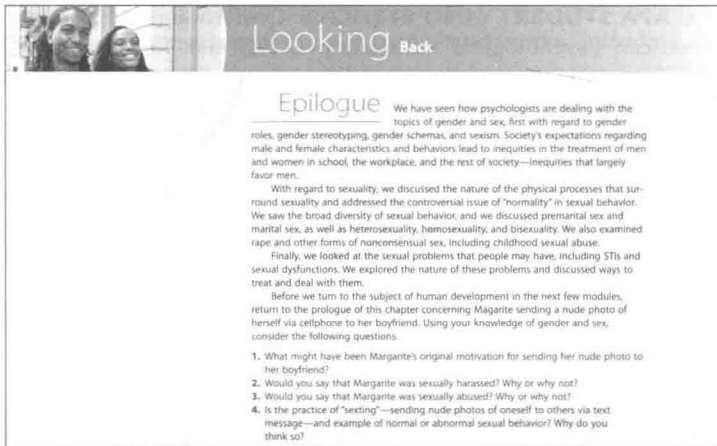 Looking Back
Epilogue We have seen how psychologists are dealing with the
topics of gender and sex, first with regard to gender
roles, gender stereotyping, gender schemas, and sexism. Society's expectations regarding
male and female characteristics and behaviors lead to inequities in the treatment of men
and women in school, the workplace, and the rest of society—inequities that largely
favor men.
With regard to sexuality, we discussed the nature of the physical processes that sur-
round sexuality and addressed the controversial issue of "normality" in sexual behavior.
We saw the broad diversity of sexual behavior, and we discussed premarital sex and
marital sex, as well as heterosexuality, homosexuality, and bisexuality. We also examined
rape and other forms of nonconsensual sex, including childhood sexual abuse.
Finally, we looked at the sexual problems that people may have, including STIs and
sexual dysfunctions. We explored the nature of these problems and discussed ways to
treat and deal with them.
Before we turn to the subject of human development in the next few modules,
return to the prologue of this chapter concerning Magarite sending a nude photo of
herself via cellphone to her boyfriend. Using your knowledge of gender and sex,
consider the following questions.
1. What might have been Margarite's original motivation for sending her nude photo to
her boyfriend?
2. Would you say that Margarite was sexually harassed? Why or why not?
3. Would you say that Margarite was sexually abused? Why or why not?
4. Is the practice of "sexting"—sending nude photos of oneself to others via text
message—and example of normal or abnormal sexual behavior? Why do you
think so?